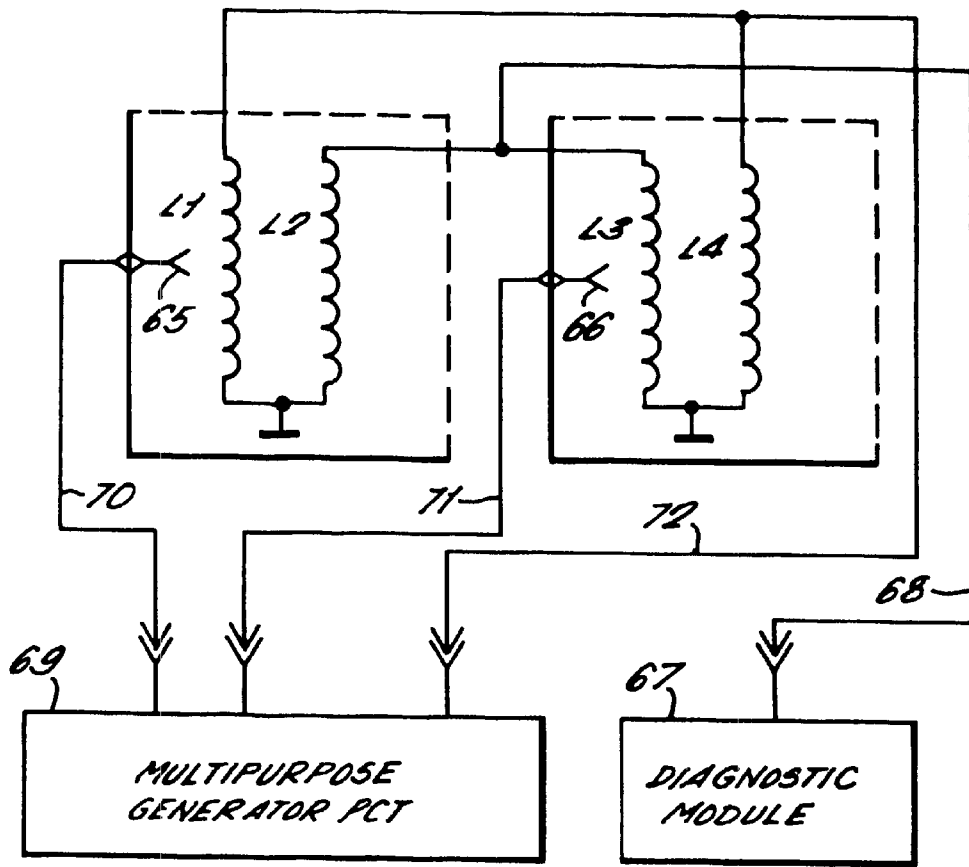 L1
L2
L3
L4
65
66
70
71
72
68
69
67
MULTIPURPOSE
GENERATOR PCT
DIAGNOSTIC
MODULE